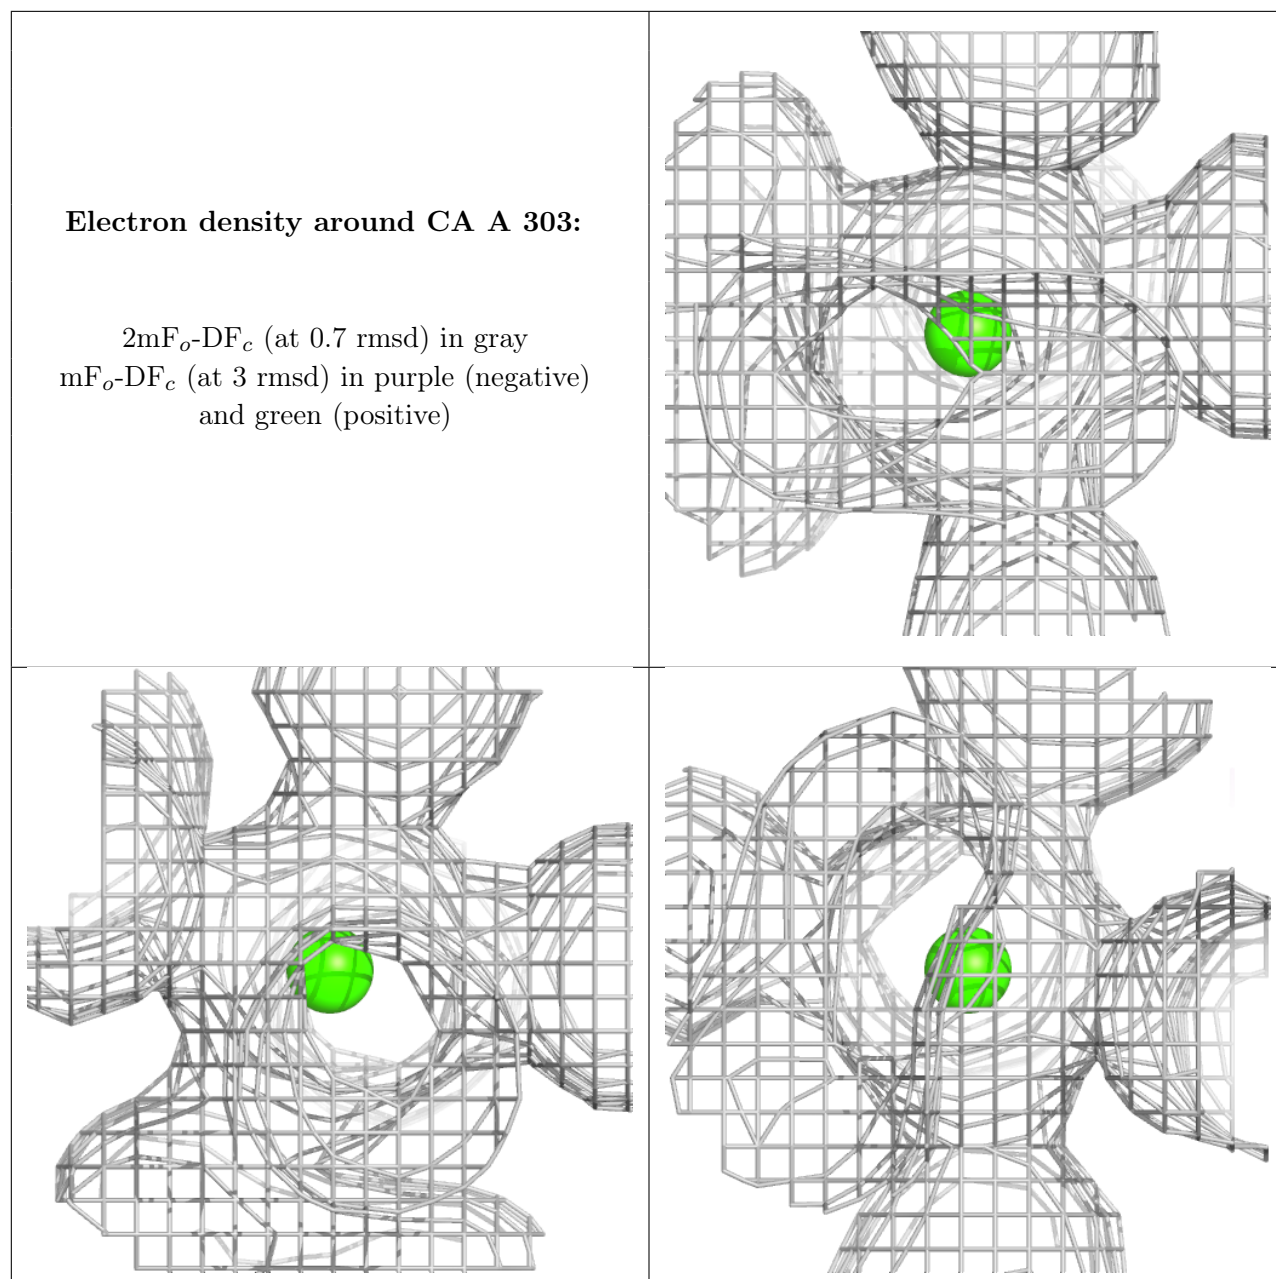 Electron density around CA A 303:
2mFo-DFc (at 0.7 rmsd) in gray
mFo-DFc (at 3 rmsd) in purple (negative)
and green (positive)